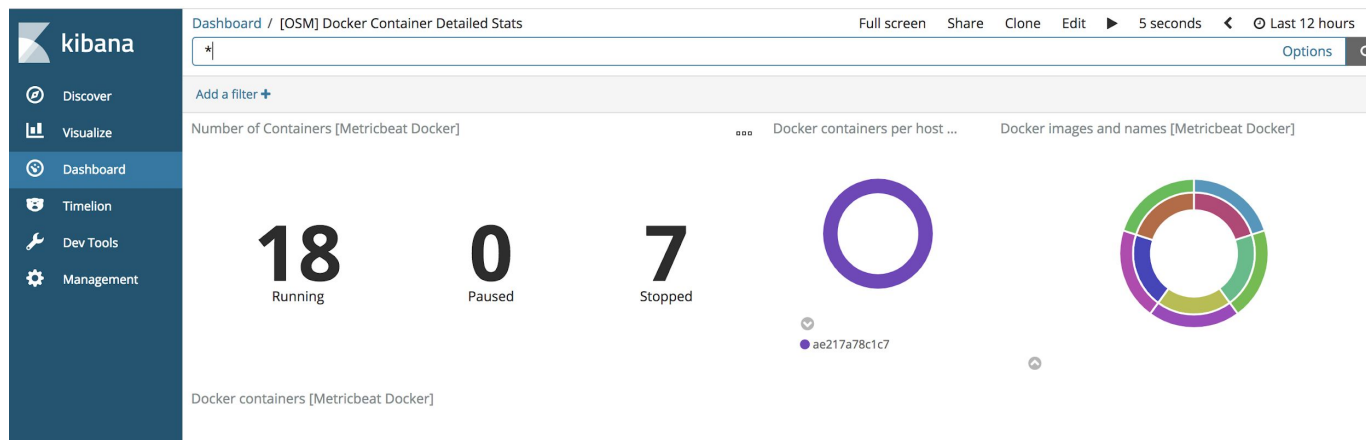 kibana
Discover
Visualize
Dashboard
Timelion
Dev Tools
Management
Dashboard / [OSM] Docker Container Detailed Stats
Full screen Share Clone Edit 5 seconds Last 12 hours
*
Options
Add a filter +
Number of Containers [Metricbeat Docker]
18
Running
0
Paused
7
Stopped
Docker containers per host ...
ae217a78c1c7
Docker images and names [Metricbeat Docker]
Docker containers [Metricbeat Docker]